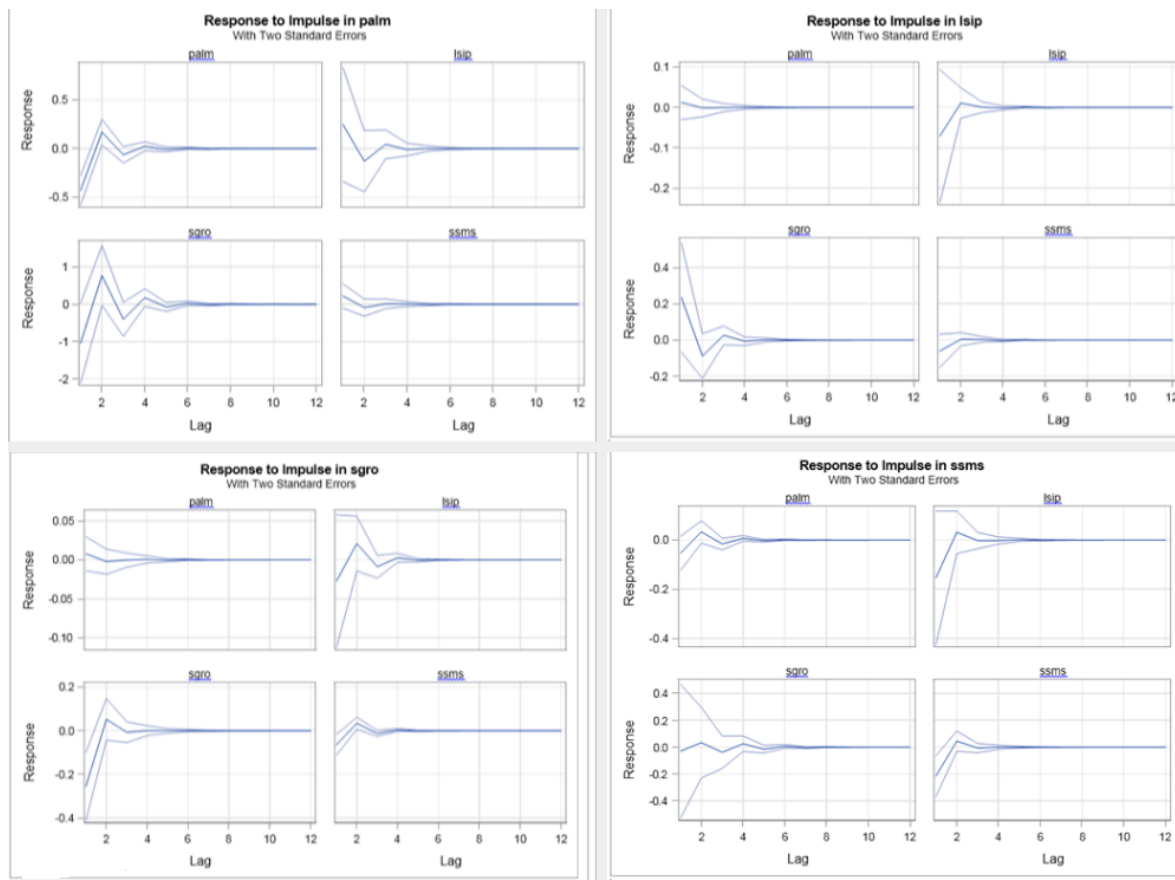 Response to Impulse in palm
With Two Standard Errors
palm lsip
Response
0.5
0.0
-0.5
sgro ssms
Response
1
0
-1
-2
2 4 6 8 10 12 2 4 6 8 10 12
Lag Lag
Response to Impulse in lsip
With Two Standard Errors
palm lsip
Response
0.1
0.0
-0.1
-0.2
sgro ssms
Response
0.4
0.2
0.0
-0.2
2 4 6 8 10 12 2 4 6 8 10 12
Lag Lag
Response to Impulse in sgro
With Two Standard Errors
palm lsip
Response
0.05
0.00
-0.05
-0.10
sgro ssms
Response
0.2
0.0
-0.2
-0.4
2 4 6 8 10 12 2 4 6 8 10 12
Lag Lag
Response to Impulse in ssms
With Two Standard Errors
palm lsip
Response
0.0
-0.2
-0.4
sgro ssms
Response
0.4
0.2
0.0
-0.2
-0.4
2 4 6 8 10 12 2 4 6 8 10 12
Lag Lag